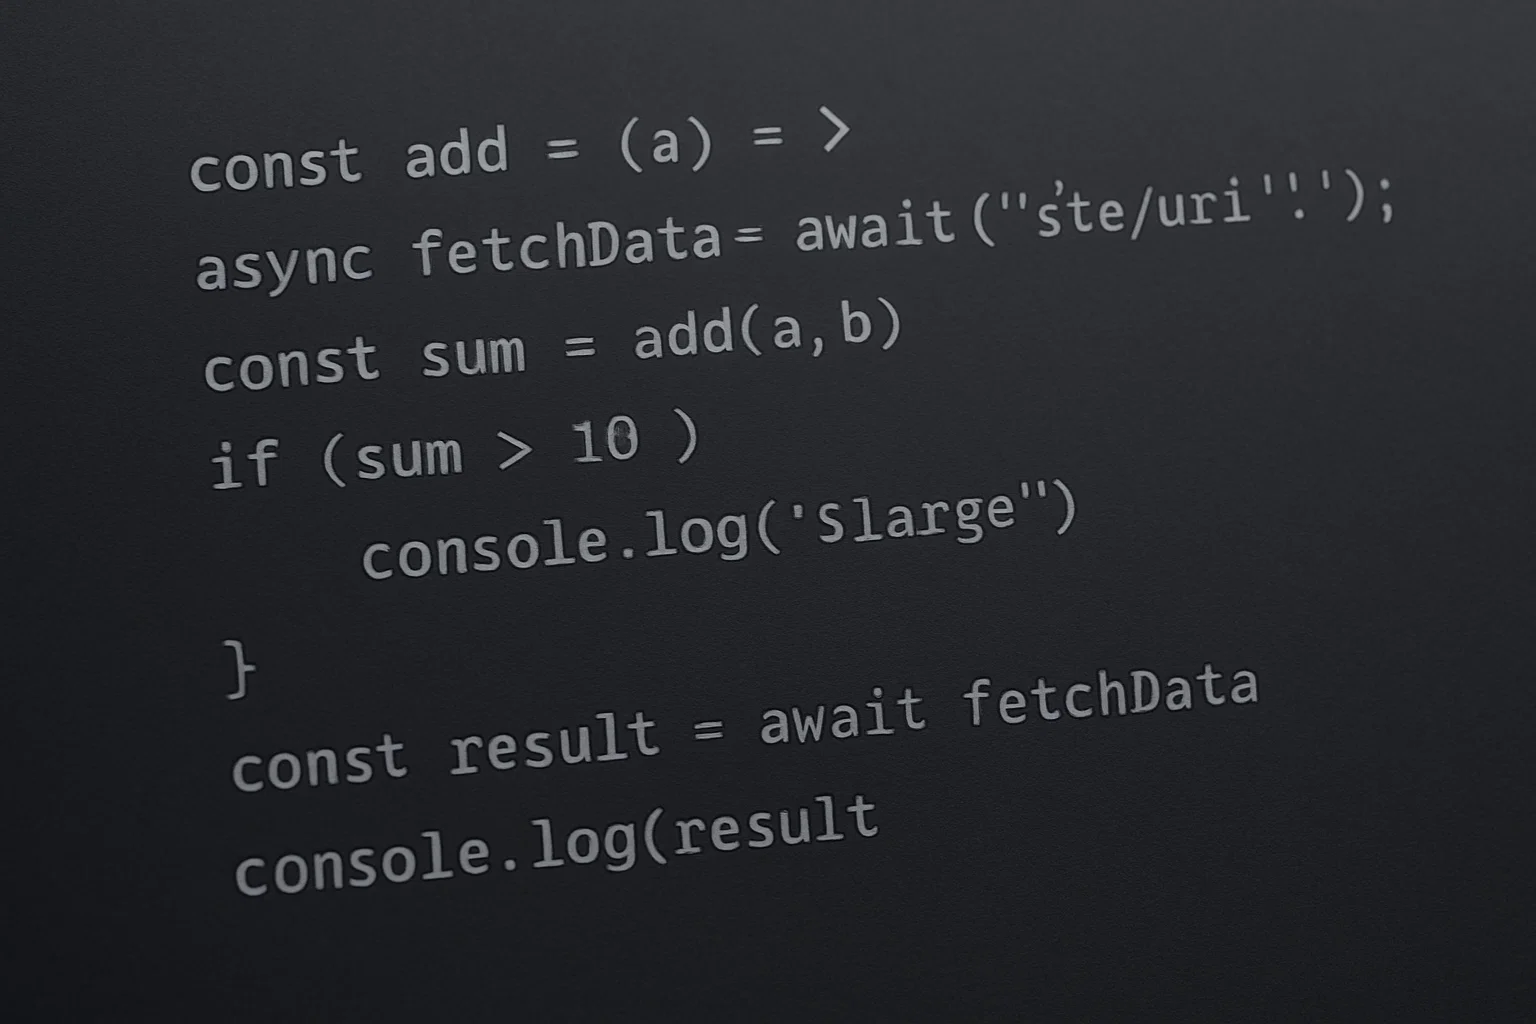 const add = (a) = >
async fetchData= await("s'te/uri''!.');
const sum = add(a,b)
if (sum > 10 )
console.log('Slarge")
}
const result = await fetchData
console.log(result